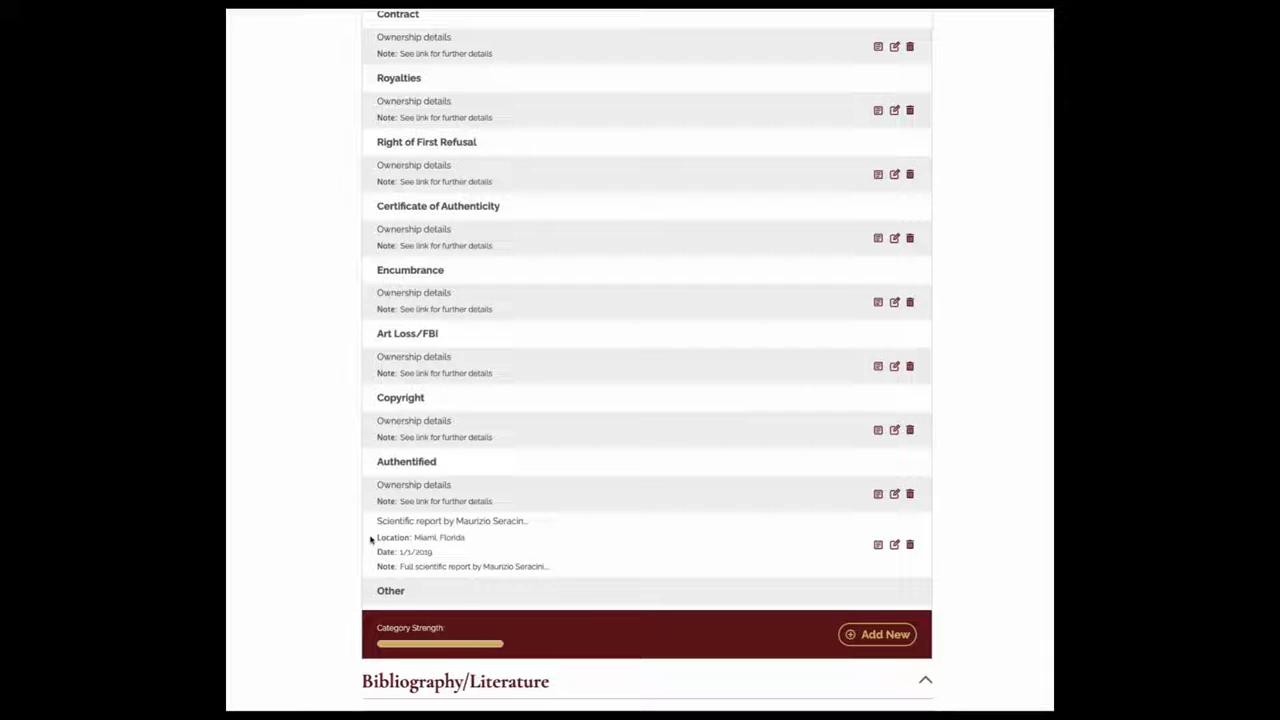 Contract
Ownership details
Note: See link for further details
Royalties
Ownership details
Note: See link for further details
Right of First Refusal
Ownership details
Note: See link for further details
Certificate of Authenticity
Ownership details
Note: See link for further details
Encumbrance
Ownership details
Note: See link for further details
Art Loss/FBI
Ownership details
Note: See link for further details
Copyright
Ownership details
Note: See link for further details
Authentified
Ownership details
Note: See link for further details
Scientific report by Maurizio Seracin...
Location: Miami, Florida
Date: 1/1/2019
Note: Full scientific report by Maurizio Seracini...
Other
Category Strength:
Add New
Bibliography/Literature